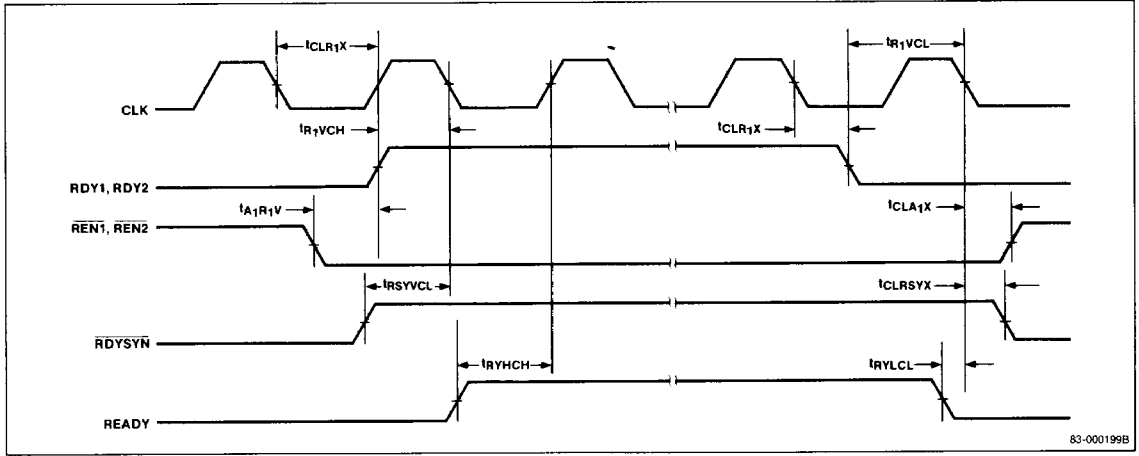 tCLR1X
tR1VCL
CLK
tR1VCH
tCLR1X
RDY1, RDY2
tA1R1V
tCLA1X
REN1, REN2
tRSYVCL
tCLRSYX
RDYSYN
tRYHCH
tRYLCL
READY
83-000199B